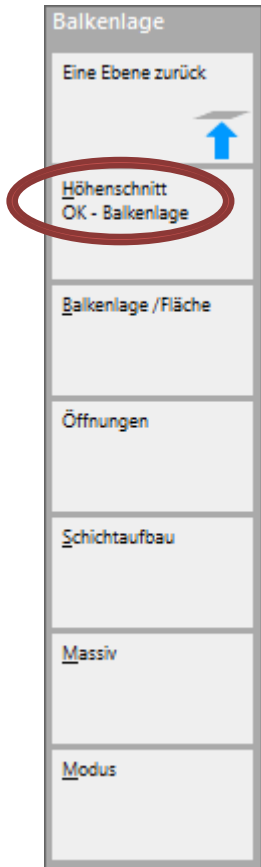 Balkenlage
Eine Ebene zurück
Höhenschnitt
OK - Balkenlage
Balkenlage /Fläche
Öffnungen
Schichtaufbau
Massiv
Modus